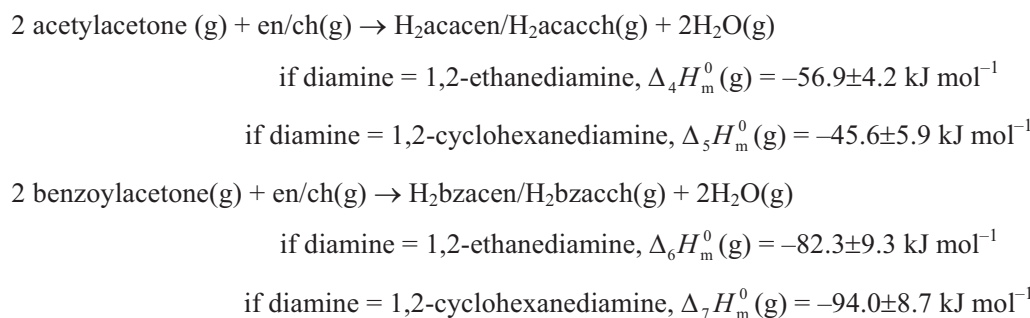 2 acetylacetone (g) + en/ch(g) → H₂acacen/H₂acacch(g) + 2H₂O(g)
if diamine = 1,2-ethanediamine, Δ₄H⁰ₘ(g) = –56.9±4.2 kJ mol⁻¹
if diamine = 1,2-cyclohexanediamine, Δ₅H⁰ₘ(g) = –45.6±5.9 kJ mol⁻¹
2 benzoylacetone(g) + en/ch(g) → H₂bzacen/H₂bzacch(g) + 2H₂O(g)
if diamine = 1,2-ethanediamine, Δ₆H⁰ₘ(g) = –82.3±9.3 kJ mol⁻¹
if diamine = 1,2-cyclohexanediamine, Δ₇H⁰ₘ(g) = –94.0±8.7 kJ mol⁻¹